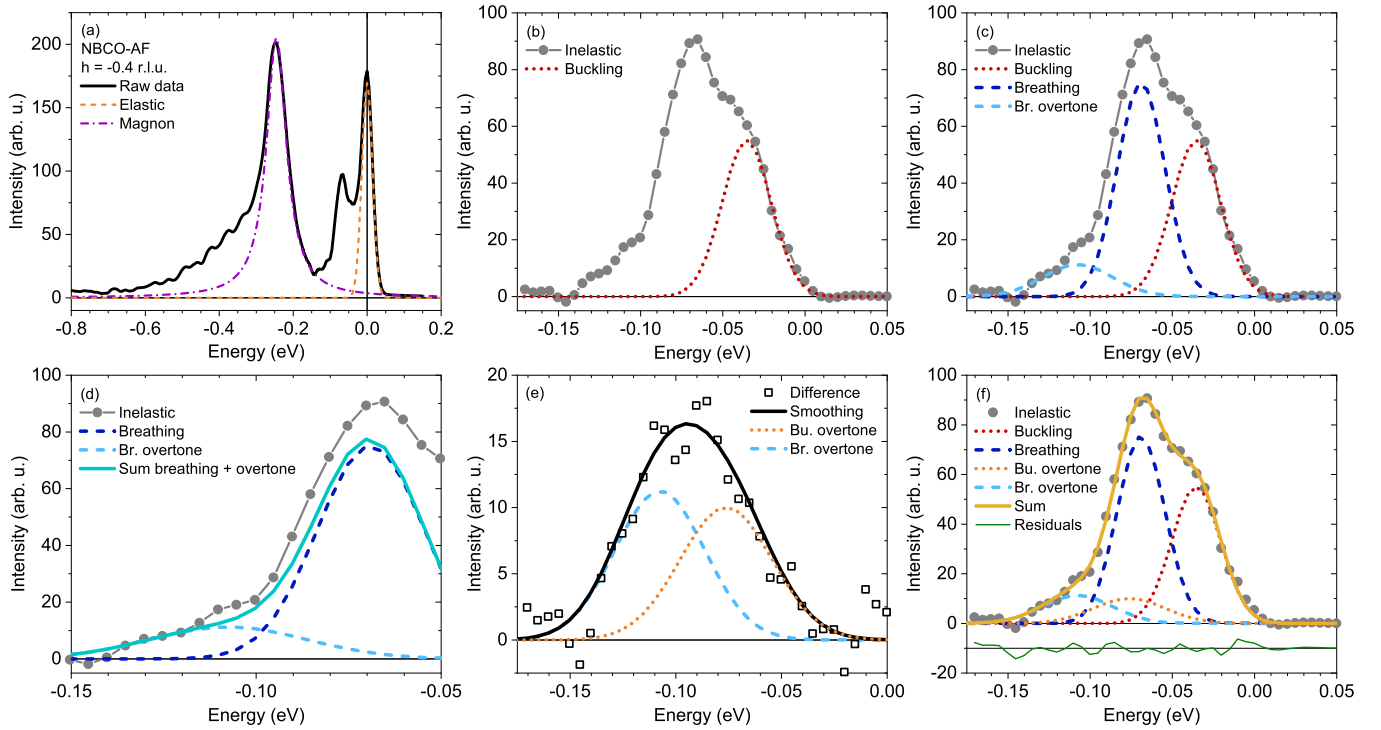 (a)
NBCO-AF
h = -0.4 r.l.u.
Raw data
Elastic
Magnon
Intensity (arb. u.)
200
150
100
50
0
-0.8 -0.6 -0.4 -0.2 0.0 0.2
Energy (eV)
(b)
Inelastic
Buckling
Intensity (arb. u.)
100
80
60
40
20
0
-0.15 -0.10 -0.05 0.00 0.05
Energy (eV)
(c)
Inelastic
Buckling
Breathing
Br. overtone
Intensity (arb. u.)
100
80
60
40
20
0
-0.15 -0.10 -0.05 0.00 0.05
Energy (eV)
(d)
Inelastic
Breathing
Br. overtone
Sum breathing + overtone
Intensity (arb. u.)
100
80
60
40
20
0
-0.15 -0.10 -0.05
Energy (eV)
(e)
Difference
Smoothing
Bu. overtone
Br. overtone
Intensity (arb. u.)
20
15
10
5
0
-0.15 -0.10 -0.05 0.00
Energy (eV)
(f)
Inelastic
Buckling
Breathing
Bu. overtone
Br. overtone
Sum
Residuals
Intensity (arb. u.)
100
80
60
40
20
0
-20
-0.15 -0.10 -0.05 0.00 0.05
Energy (eV)